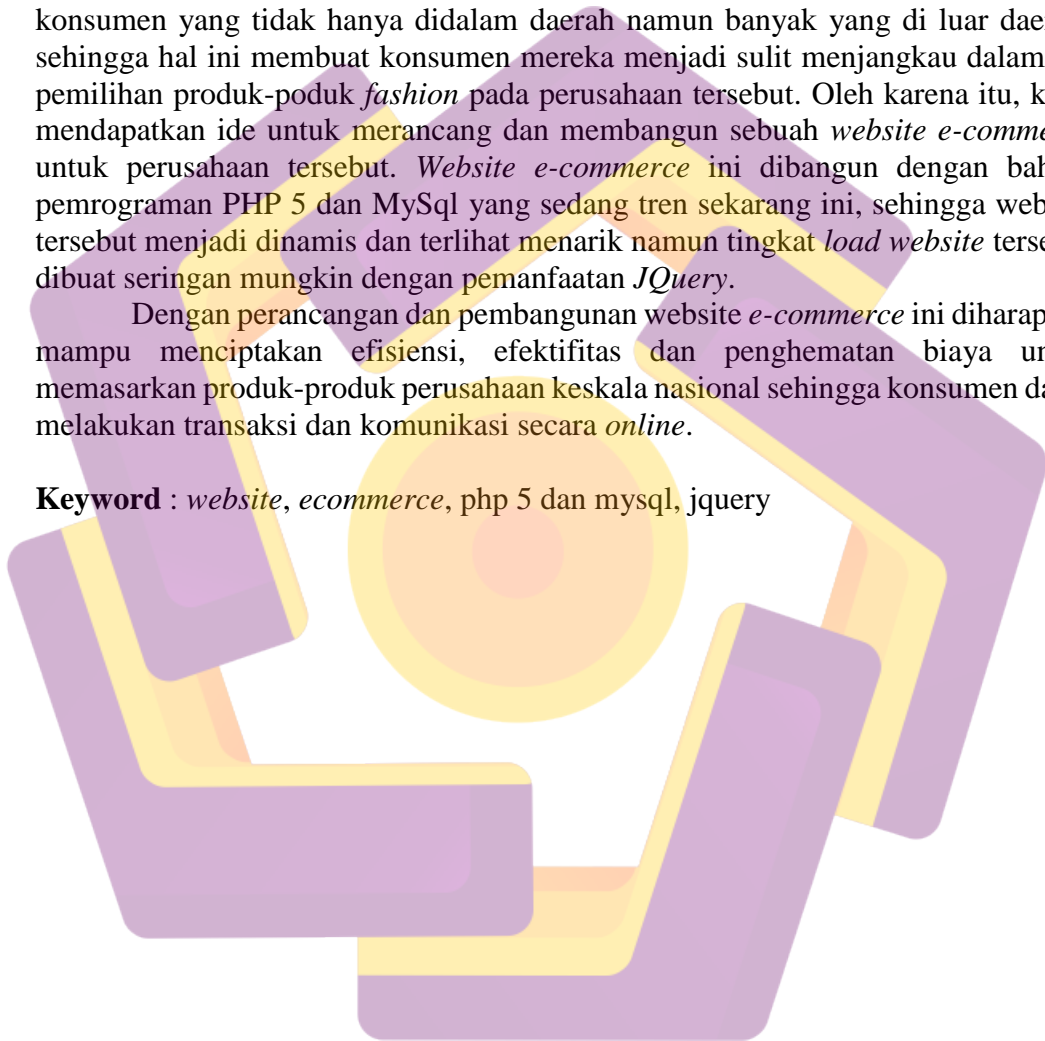 konsumen yang tidak hanya didalam daerah namun banyak yang di luar dae
sehingga hal ini membuat konsumen mereka menjadi sulit menjangkau dalam
pemilihan produk-poduk fashion pada perusahaan tersebut. Oleh karena itu, k
mendapatkan ide untuk merancang dan membangun sebuah website e-comme
untuk perusahaan tersebut. Website e-commerce ini dibangun dengan bah
pemrograman PHP 5 dan MySql yang sedang tren sekarang ini, sehingga web
tersebut menjadi dinamis dan terlihat menarik namun tingkat load website terse
dibuat seringan mungkin dengan pemanfaatan JQuery.
Dengan perancangan dan pembangunan website e-commerce ini diharap
mampu menciptakan efisiensi, efektifitas dan penghematan biaya un
memasarkan produk-produk perusahaan keskala nasional sehingga konsumen da
melakukan transaksi dan komunikasi secara online.
Keyword : website, ecommerce, php 5 dan mysql, jquery